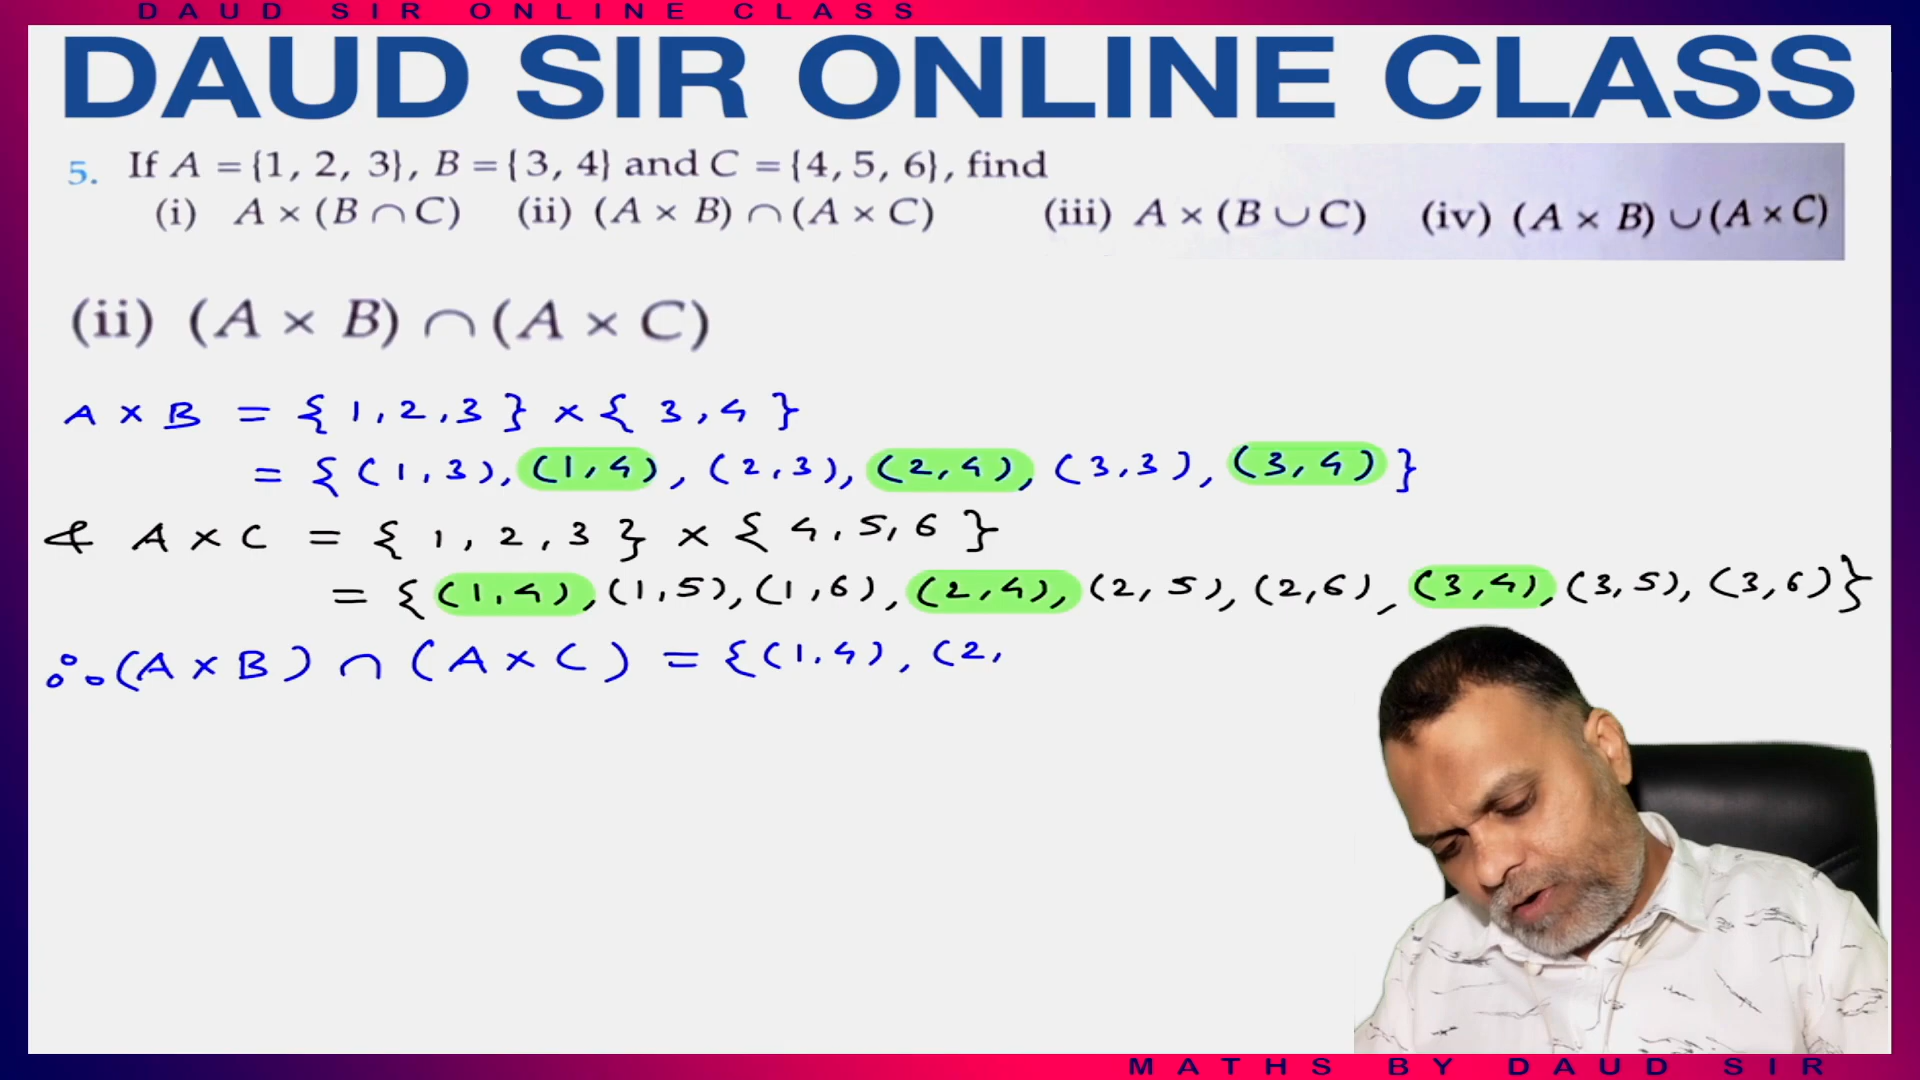 DAUD SIR ONLINE CLASS
DAUD SIR ONLINE CLASS
5. If A = {1, 2, 3}, B = {3, 4} and C = {4, 5, 6}, find
(i) A × (B ∩ C) (ii) (A × B) ∩ (A × C) (iii) A × (B ∪ C) (iv) (A × B) ∪ (A × C)
(ii) (A × B) ∩ (A × C)
A × B = {1,2,3} × {3,4}
= {(1,3), (1,4), (2,3), (2,4), (3,3), (3,4)}
& A × C = {1,2,3} × {4,5,6}
= {(1,4), (1,5), (1,6), (2,4), (2,5), (2,6), (3,4), (3,5), (3,6)}
∴ (A × B) ∩ (A × C) = {(1,4), (2,
MATHS BY DAUD SIR